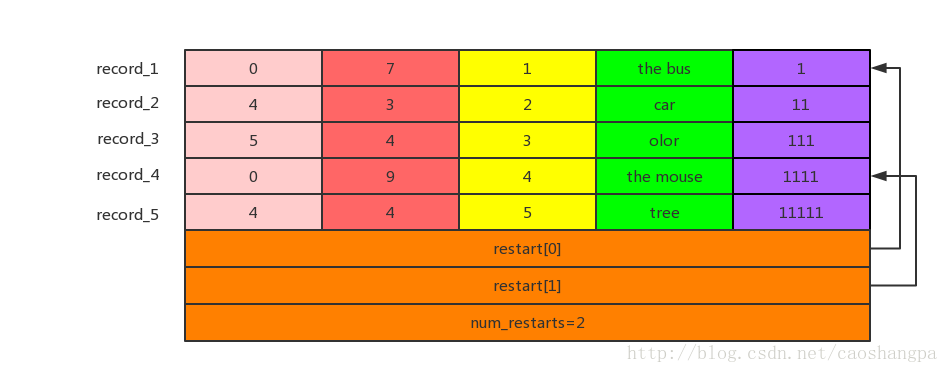 record_1 0 7 1 the bus 1
record_2 4 3 2 car 11
record_3 5 4 3 olor 111
record_4 0 9 4 the mouse 1111
record_5 4 4 5 tree 11111
restart[0]
restart[1]
num_restarts=2
http://blog.csdn.net/caoshangpa